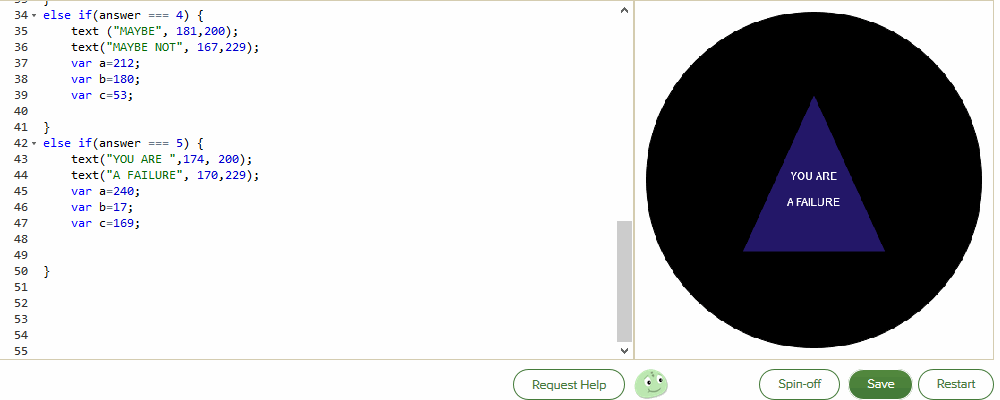 34 else if(answer === 4) {
35 text ("MAYBE", 181,200);
36 text("MAYBE NOT", 167,229);
37 var a=212;
38 var b=180;
39 var c=53;
40
41 }
42 else if(answer === 5) {
43 text("YOU ARE ",174, 200);
44 text("A FAILURE", 170,229);
45 var a=240;
46 var b=17;
47 var c=169;
48
49
50 }
51
52
53
54
55
YOU ARE
A FAILURE
Request Help
Spin-off
Save
Restart